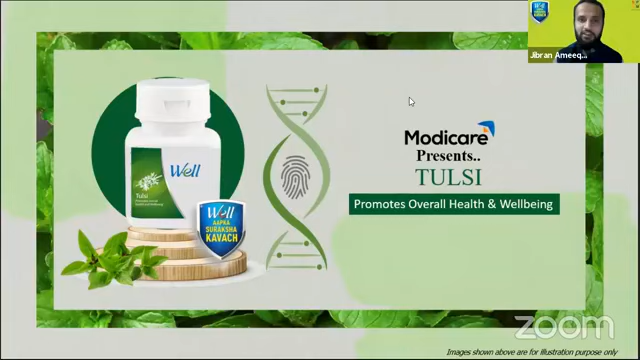 Well
Jibran Ameeq...
Modicare
Presents..
TULSI
Promotes Overall Health & Wellbeing
Well
Tulsi
Well
AAPKA
SURAKSHA
KAVACH
zoom
Images shown above are for illustration purpose only